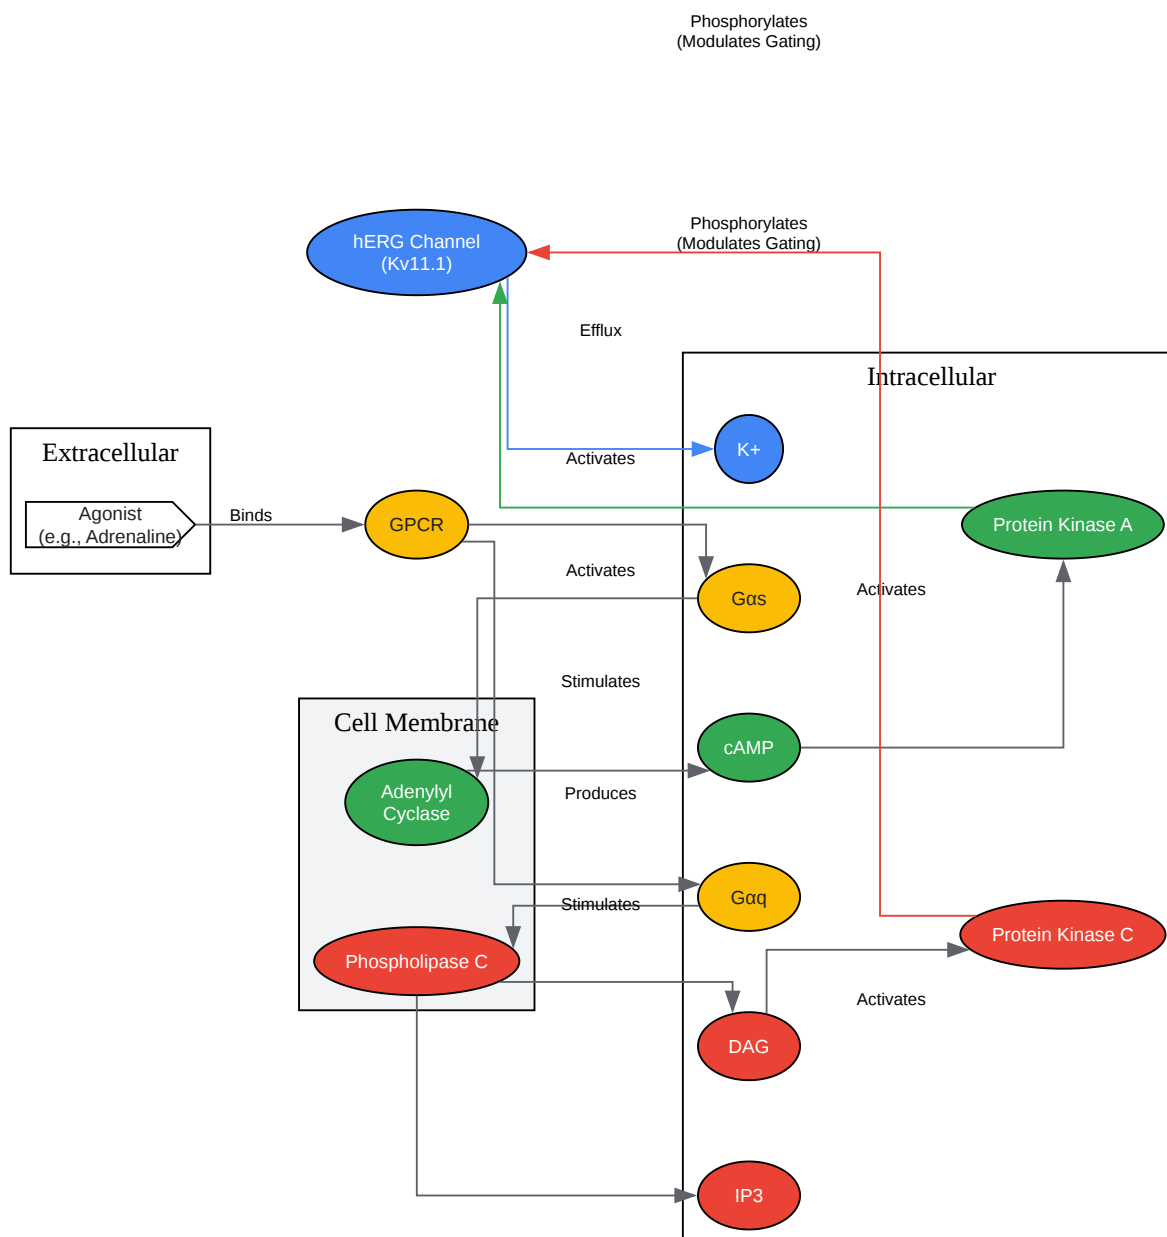 Phosphorylates
(Modulates Gating)
Phosphorylates
(Modulates Gating)
hERG Channel
(Kv11.1)
Efflux
Intracellular
Extracellular
K+
Activates
Agonist
(e.g., Adrenaline)
Binds
GPCR
Protein Kinase A
Activates
Gαs
Activates
Stimulates
Cell Membrane
cAMP
Adenylyl
Cyclase
Produces
Gαq
Stimulates
Protein Kinase C
Phospholipase C
Activates
DAG
IP3